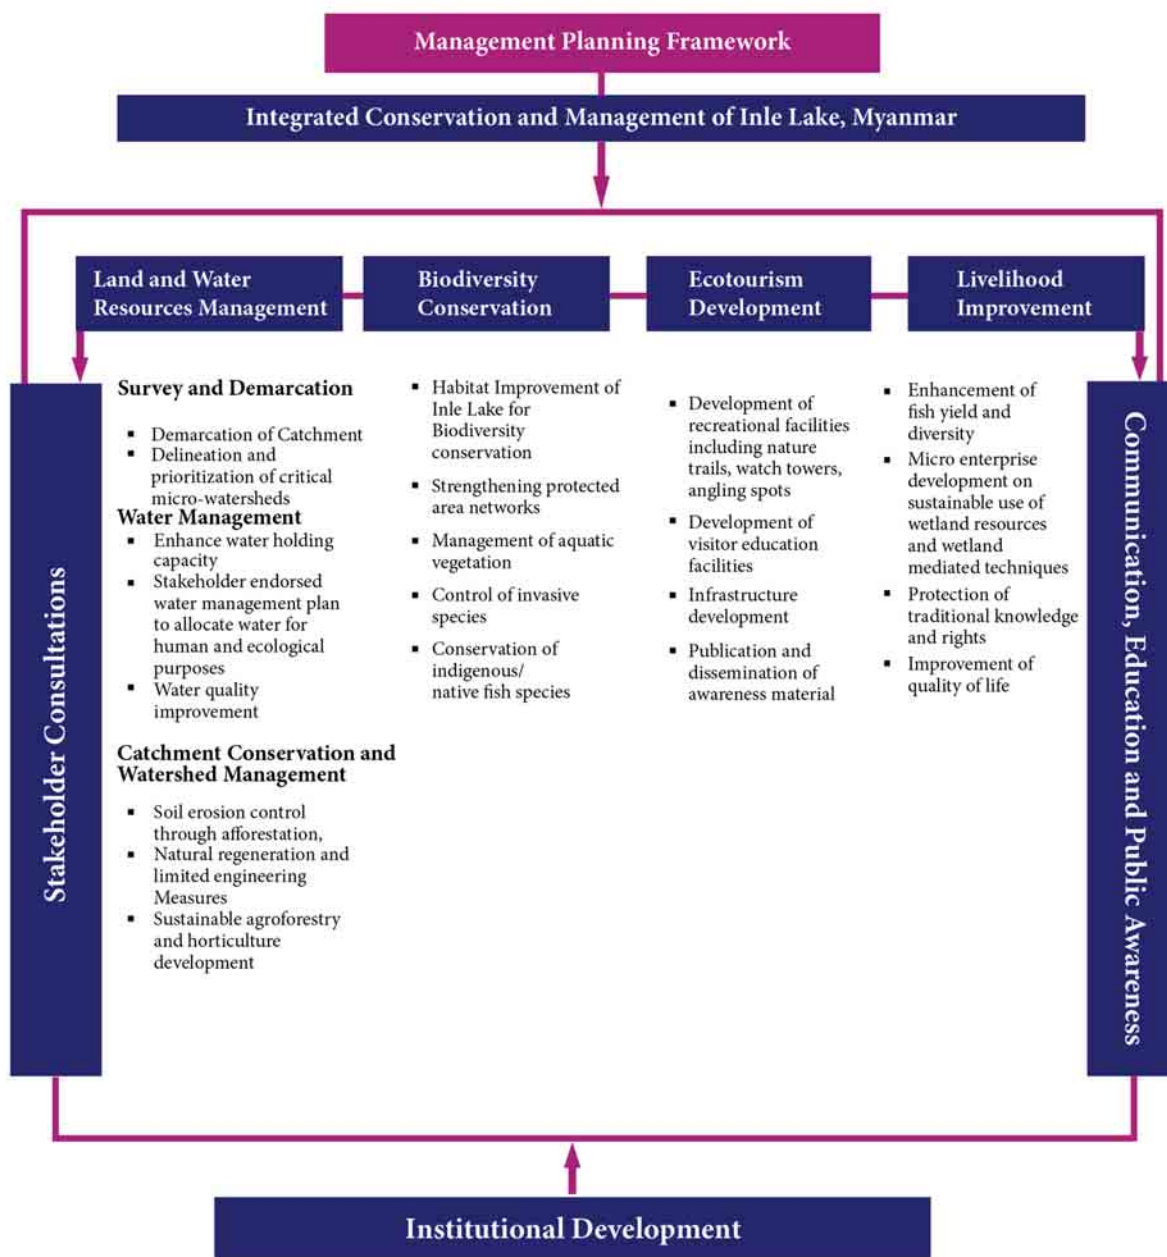 Management Planning Framework
Integrated Conservation and Management of Inle Lake, Myanmar
Land and Water
Resources Management
Biodiversity
Conservation
Ecotourism
Development
Livelihood
Improvement
Stakeholder Consultations
Survey and Demarcation
▪ Demarcation of Catchment
▪ Delineation and
prioritization of critical
micro-watersheds
Water Management
▪ Enhance water holding
capacity
▪ Stakeholder endorsed
water management plan
to allocate water for
human and ecological
purposes
▪ Water quality
improvement
Catchment Conservation and
Watershed Management
▪ Soil erosion control
through afforestation,
▪ Natural regeneration and
limited engineering
Measures
▪ Sustainable agroforestry
and horticulture
development
▪ Habitat Improvement of
Inle Lake for
Biodiversity
conservation
▪ Strengthening protected
area networks
▪ Management of aquatic
vegetation
▪ Control of invasive
species
▪ Conservation of
indigenous/
native fish species
▪ Development of
recreational facilities
including nature
trails, watch towers,
angling spots
▪ Development of
visitor education
facilities
▪ Infrastructure
development
▪ Publication and
dissemination of
awareness material
▪ Enhancement of
fish yield and
diversity
▪ Micro enterprise
development on
sustainable use of
wetland resources
and wetland
mediated techniques
▪ Protection of
traditional knowledge
and rights
▪ Improvement of
quality of life
Communication, Education and Public Awareness
Institutional Development